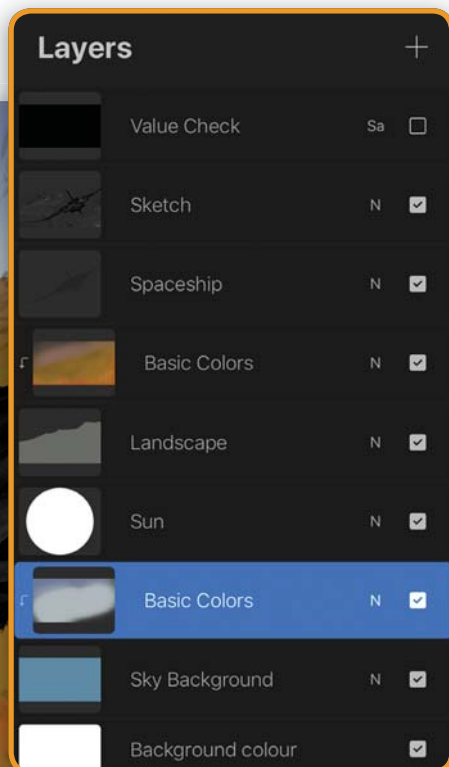 Layers
Value Check Sa
Sketch N
Spaceship N
Basic Colors N
Landscape N
Sun N
Basic Colors N
Sky Background N
Background colour